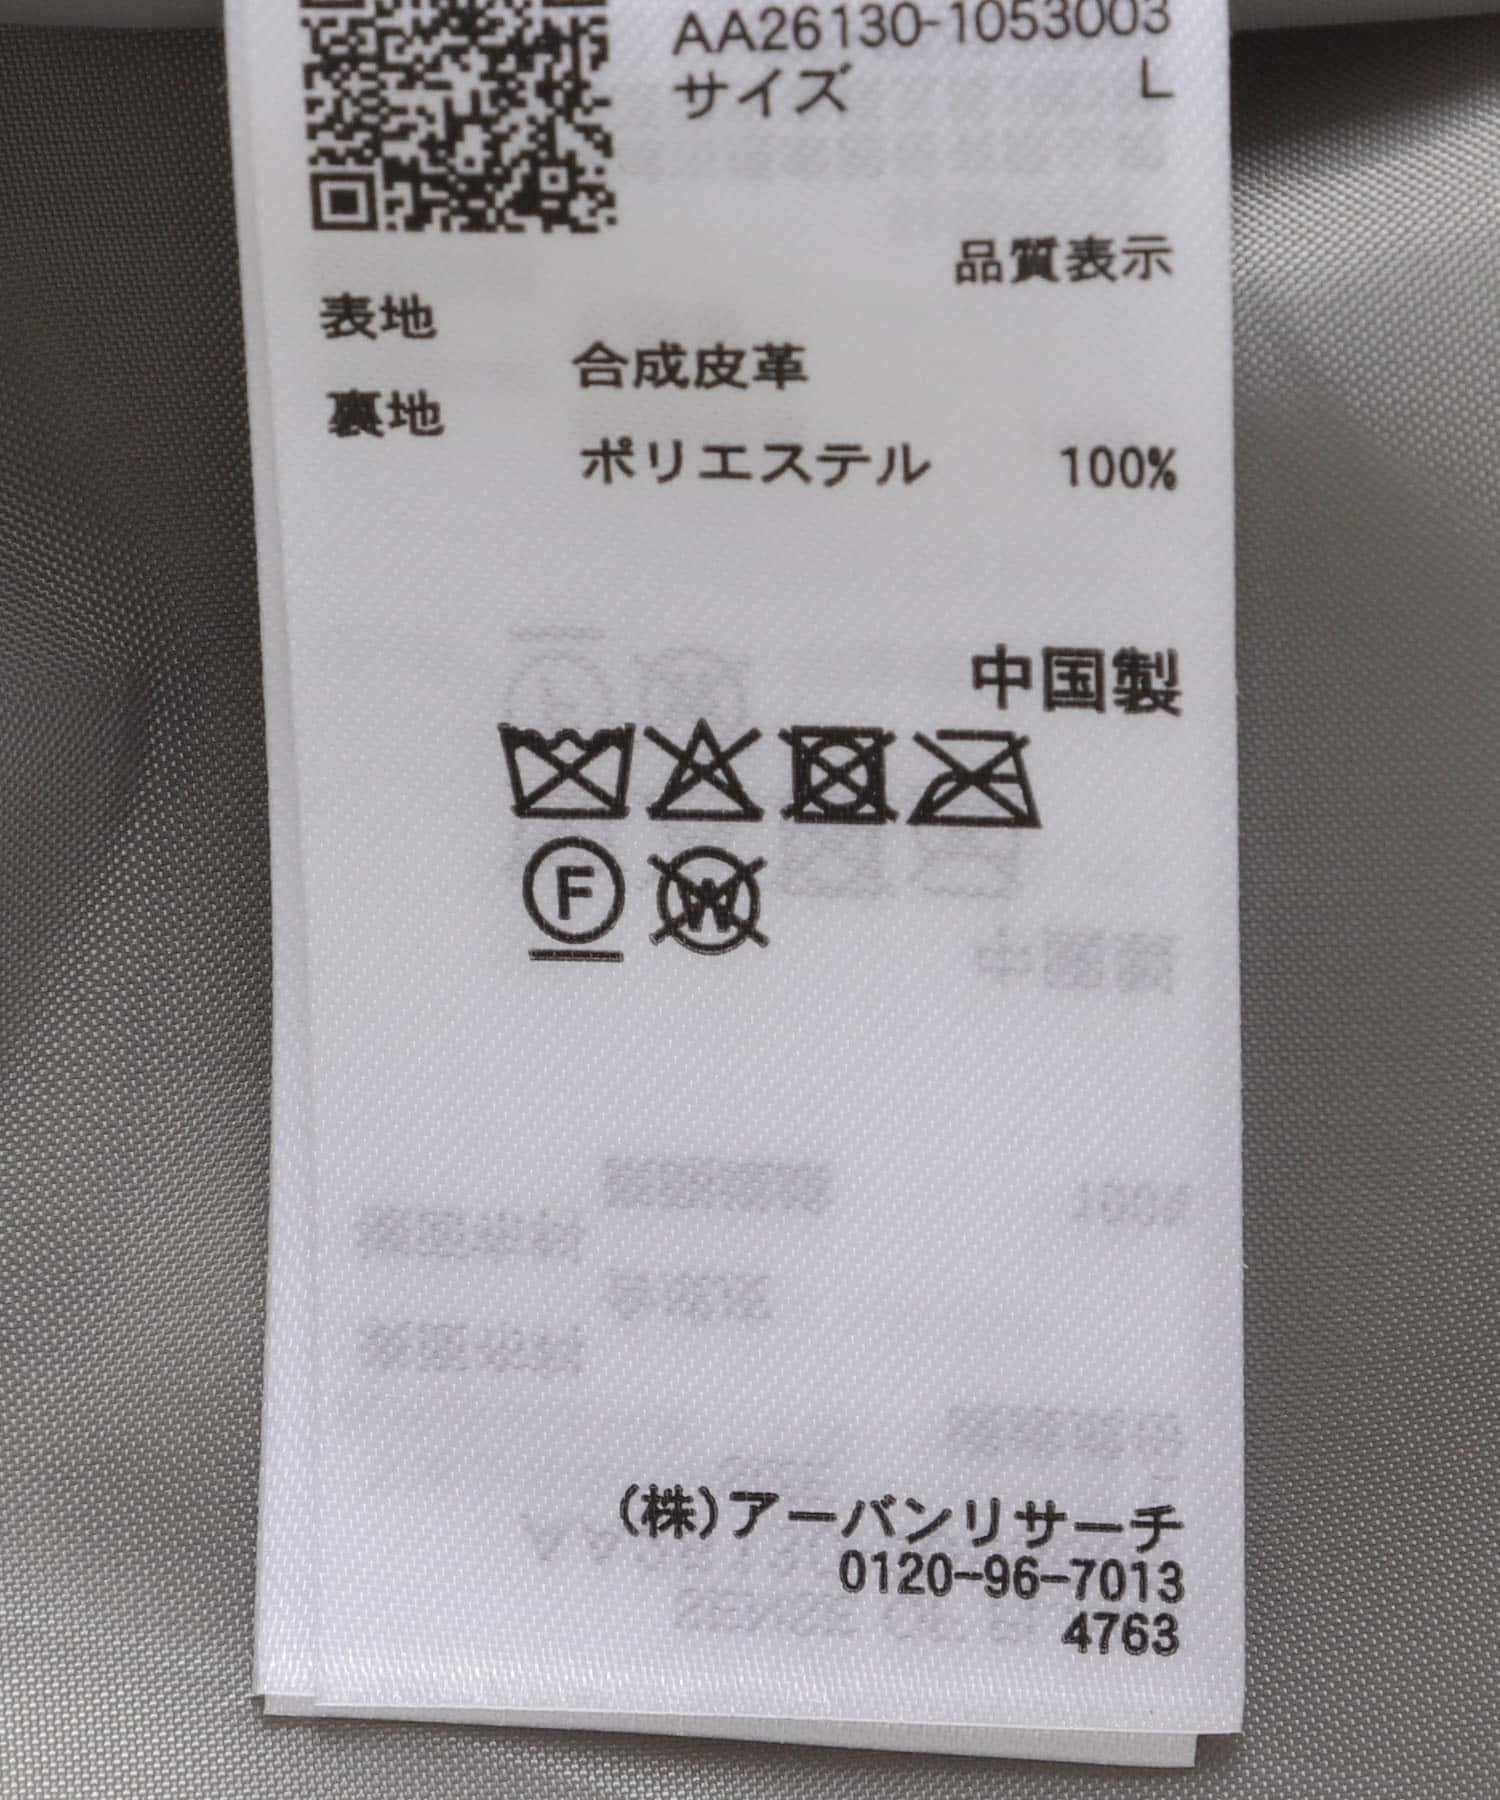 AA26130-1053003
サイズ L
品質表示
表地
合成皮革
裏地
ポリエステル 100%
中国製
F W
(株)アーバンリサーチ
0120-96-7013
4763